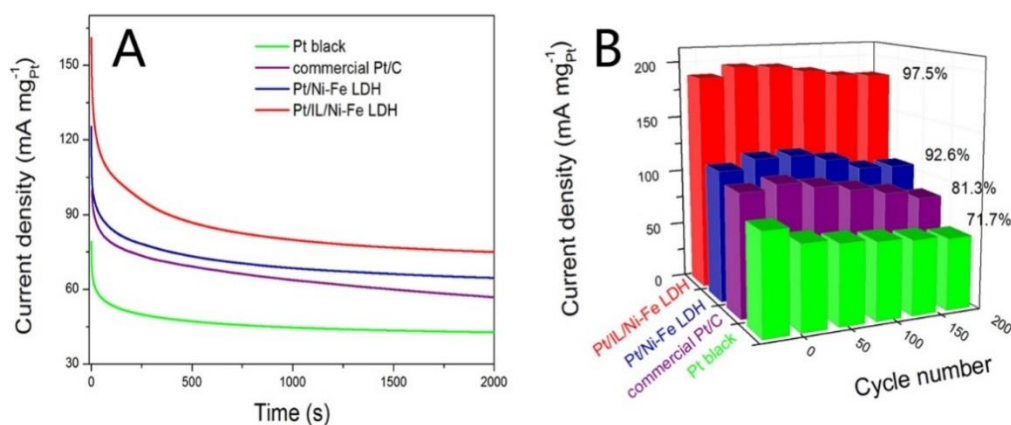 A
Pt black
commercial Pt/C
Pt/Ni-Fe LDH
Pt/IL/Ni-Fe LDH
Current density (mA mg⁻¹Pt)
150
120
90
60
30
0
500
1000
1500
2000
Time (s)
B
Current density (mA mg⁻¹Pt)
200
150
100
50
0
97.5%
92.6%
81.3%
71.7%
Pt/IL/Ni-Fe LDH
Pt/Ni-Fe LDH
commercial Pt/C
Pt black
0
50
100
150
200
Cycle number